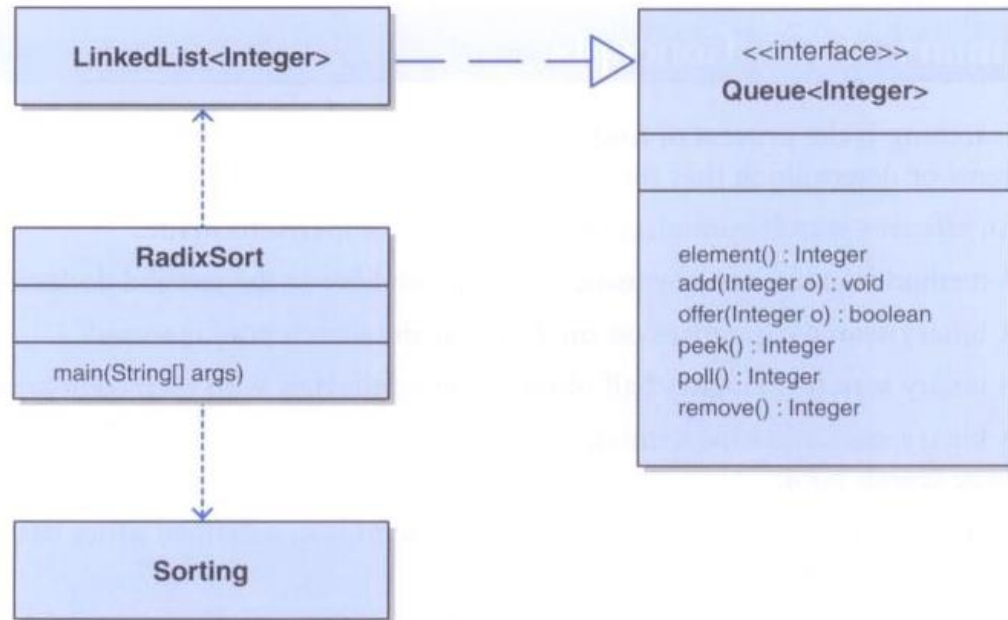 LinkedList<Integer>
<<interface>>
Queue<Integer>
element() : Integer
add(Integer o) : void
offer(Integer o) : boolean
peek() : Integer
poll() : Integer
remove() : Integer
RadixSort
main(String[] args)
Sorting